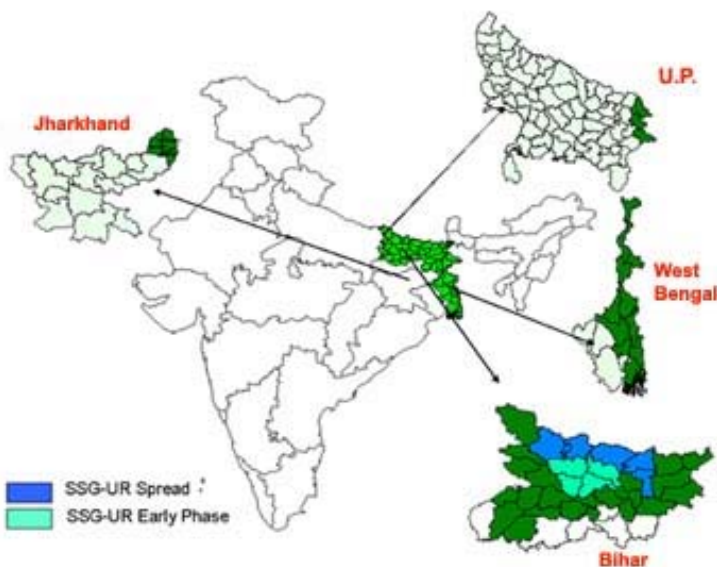 U.P.
Jharkhand
West
Bengal
SSG-UR Spread :
SSG-UR Early Phase
Bihar